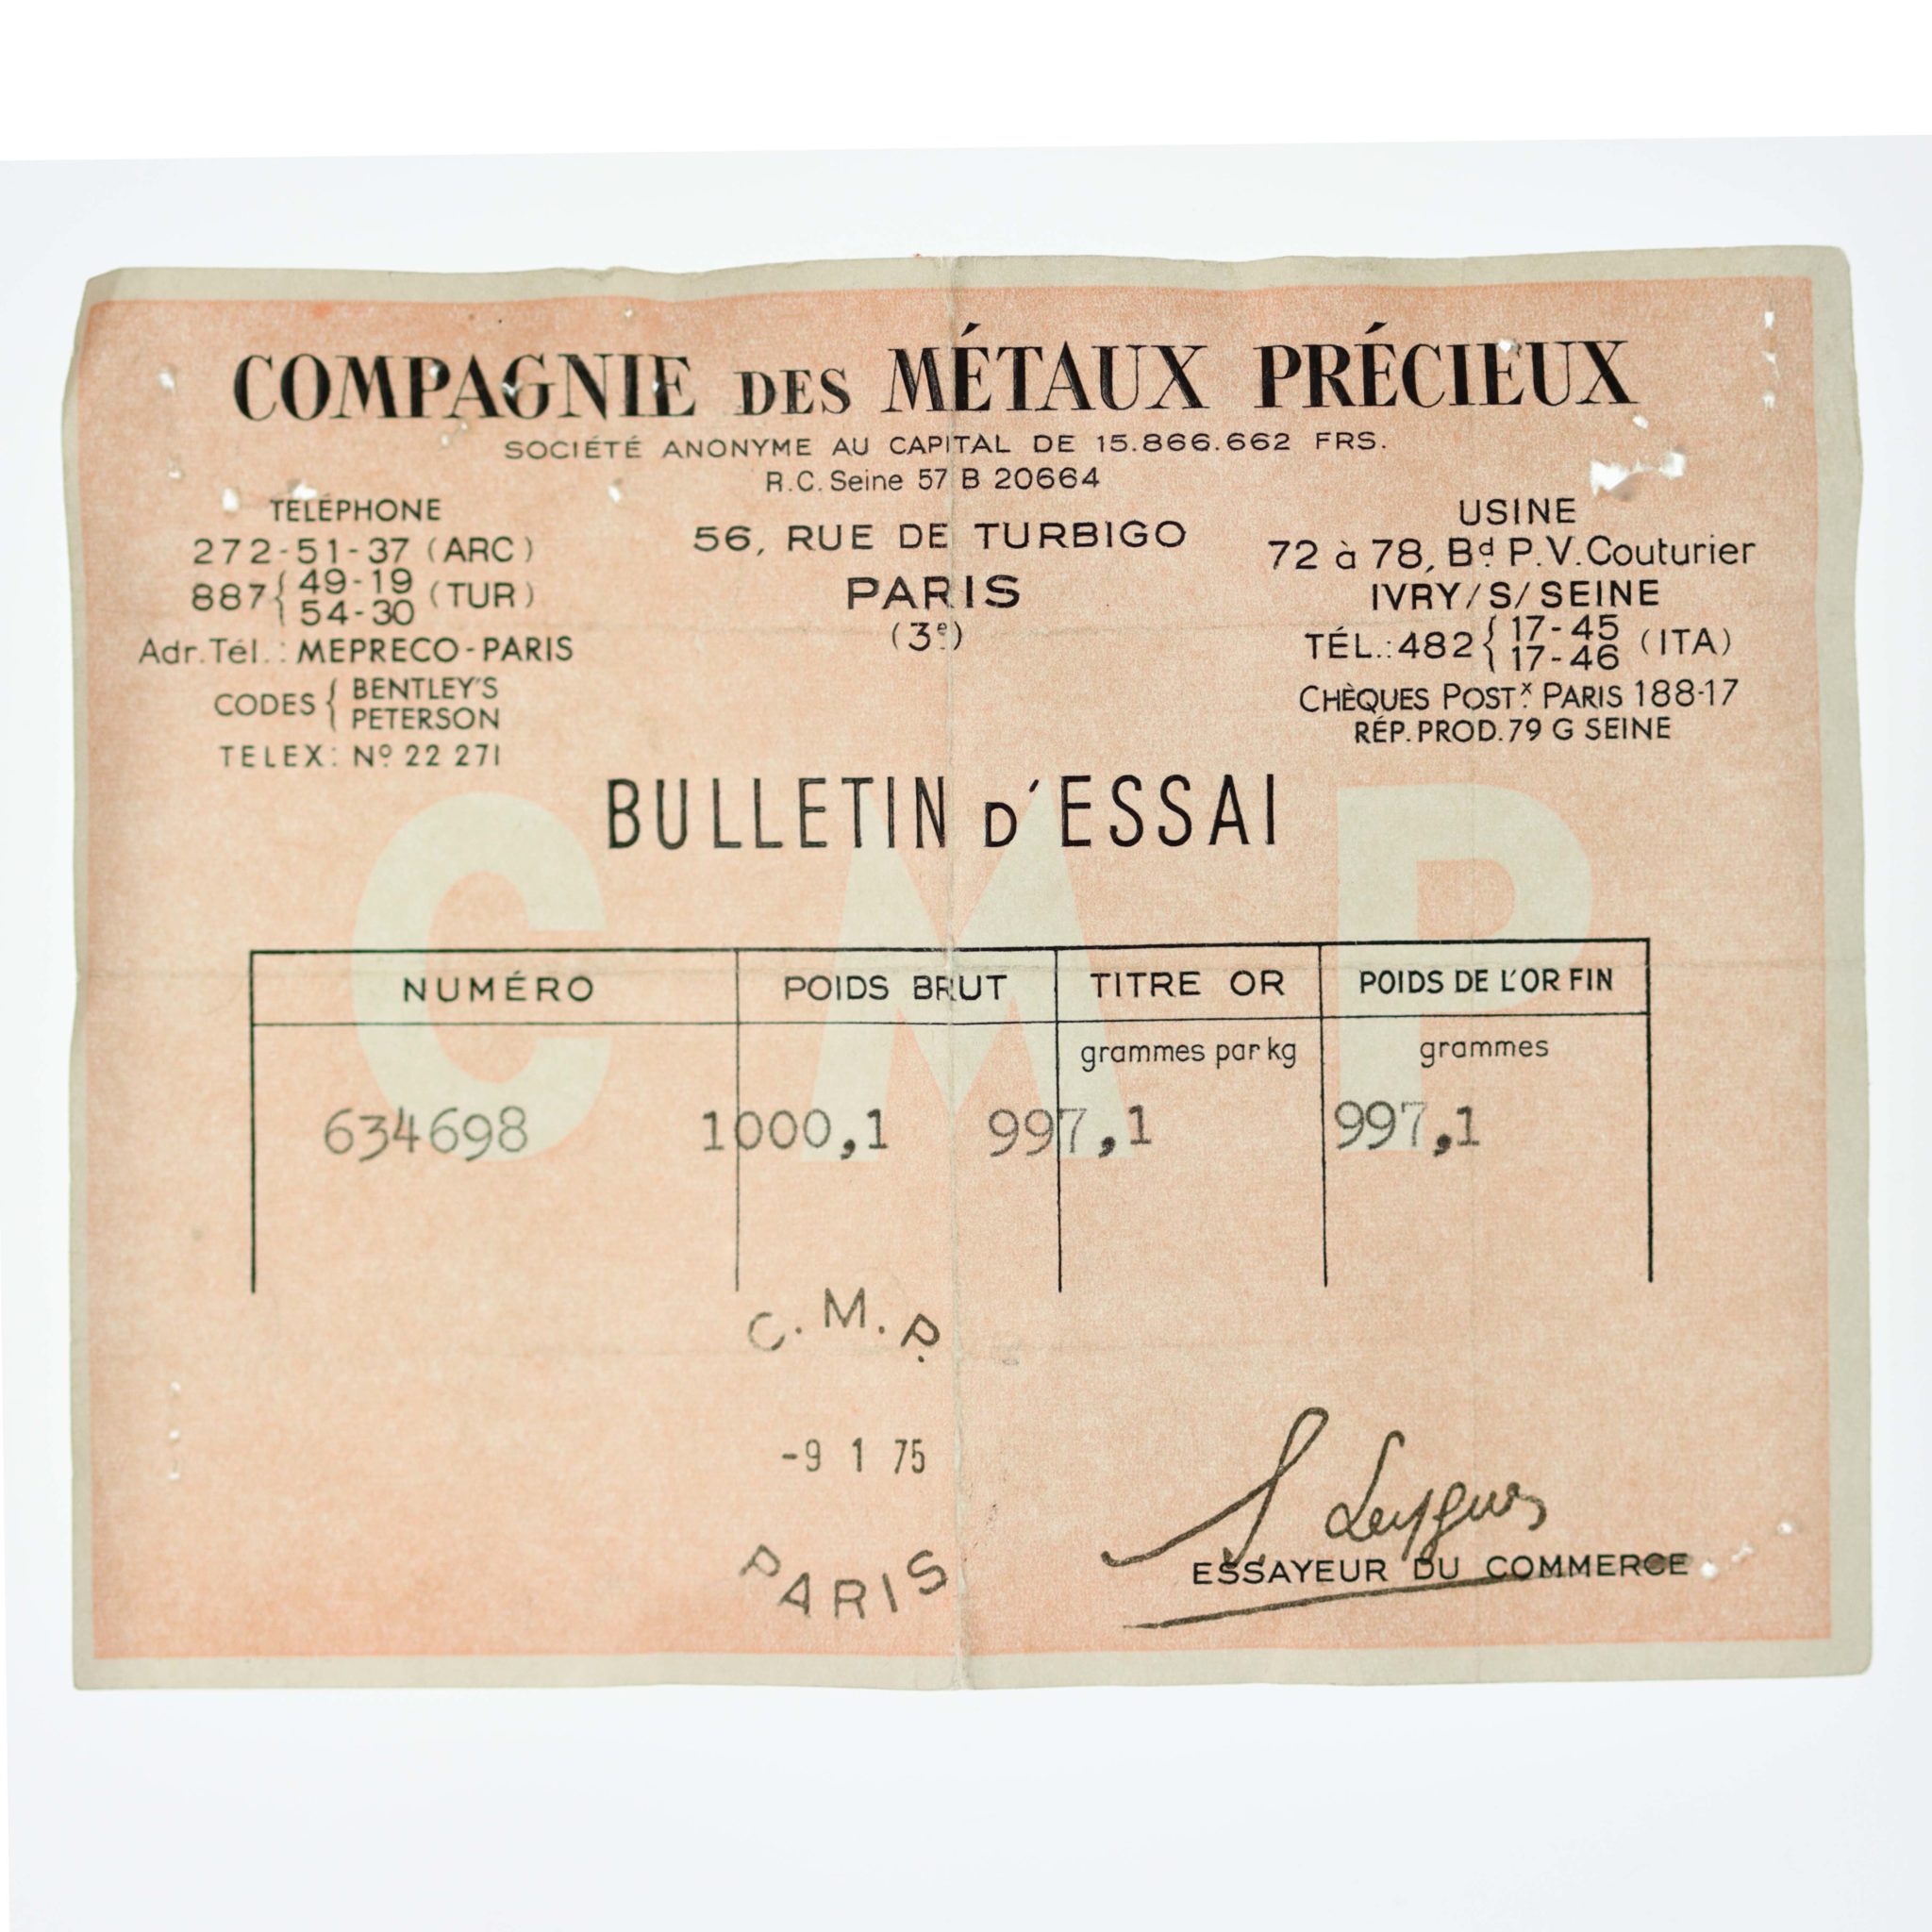 COMPAGNIE DES MÉTAUX PRÉCIEUX
SOCIÉTÉ ANONYME AU CAPITAL DE 15.866.662 FRS.
R.C. Seine 57 B 20664
TÉLÉPHONE
272-51-37 (ARC)
887 { 49-19 (TUR)
54-30
Adr. Tél. : MEPRECO-PARIS
CODES { BENTLEY'S
PETERSON
TELEX: Nº 22 271
56, RUE DE TURBIGO
PARIS
(3e)
USINE
72 à 78, Bd P.V. Couturier
IVRY/S/SEINE
TÉL.: 482 { 17-45 (ITA)
17-46
CHÈQUES POSTx PARIS 188-17
RÉP. PROD. 79 G SEINE
BULLETIN D'ESSAI
CMP
NUMÉRO POIDS BRUT TITRE OR POIDS DE L'OR FIN
grammes par kg grammes
634698 1000,1 997,1 997,1
C.M.P.
-9 1 75
PARIS
ESSAYEUR DU COMMERCE